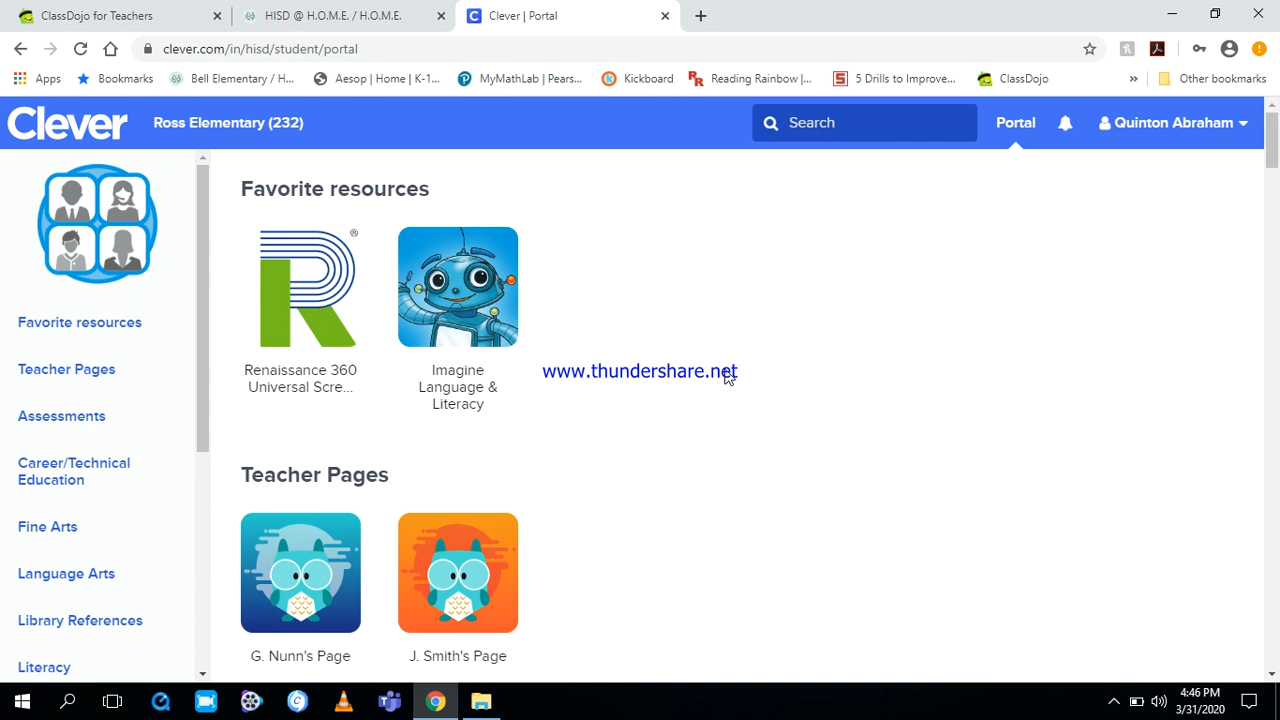 ClassDojo for Teachers
HISD @ H.O.M.E. / H.O.M.E.
Clever | Portal
clever.com/in/hisd/student/portal
Apps
Bookmarks
Bell Elementary / H...
Aesop | Home | K-1...
MyMathLab | Pears...
Kickboard
Reading Rainbow |...
5 Drills to Improve...
ClassDojo
»
Other bookmarks
Clever
Ross Elementary (232)
Search
Portal
Quinton Abraham
Favorite resources
Teacher Pages
Assessments
Career/Technical
Education
Fine Arts
Language Arts
Library References
Literacy
Favorite resources
R ®
Renaissance 360
Universal Scre...
Imagine
Language &
Literacy
www.thundershare.net
Teacher Pages
G. Nunn's Page
J. Smith's Page
4:46 PM
3/31/2020